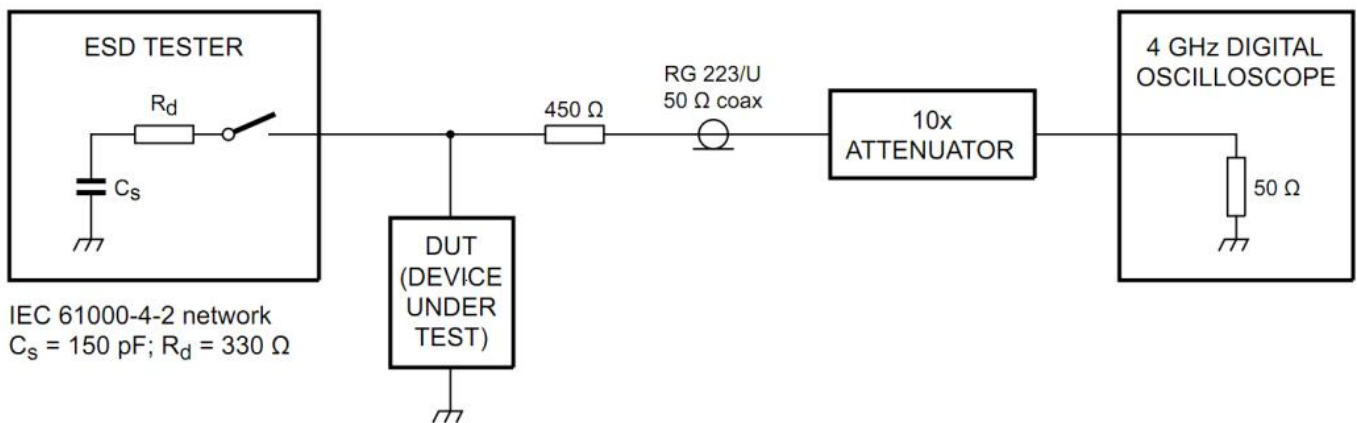 ESD TESTER
R_d
C_s
IEC 61000-4-2 network
C_s = 150 pF; R_d = 330 Ω
DUT
(DEVICE
UNDER
TEST)
450 Ω
RG 223/U
50 Ω coax
10x
ATTENUATOR
4 GHz DIGITAL
OSCILLOSCOPE
50 Ω